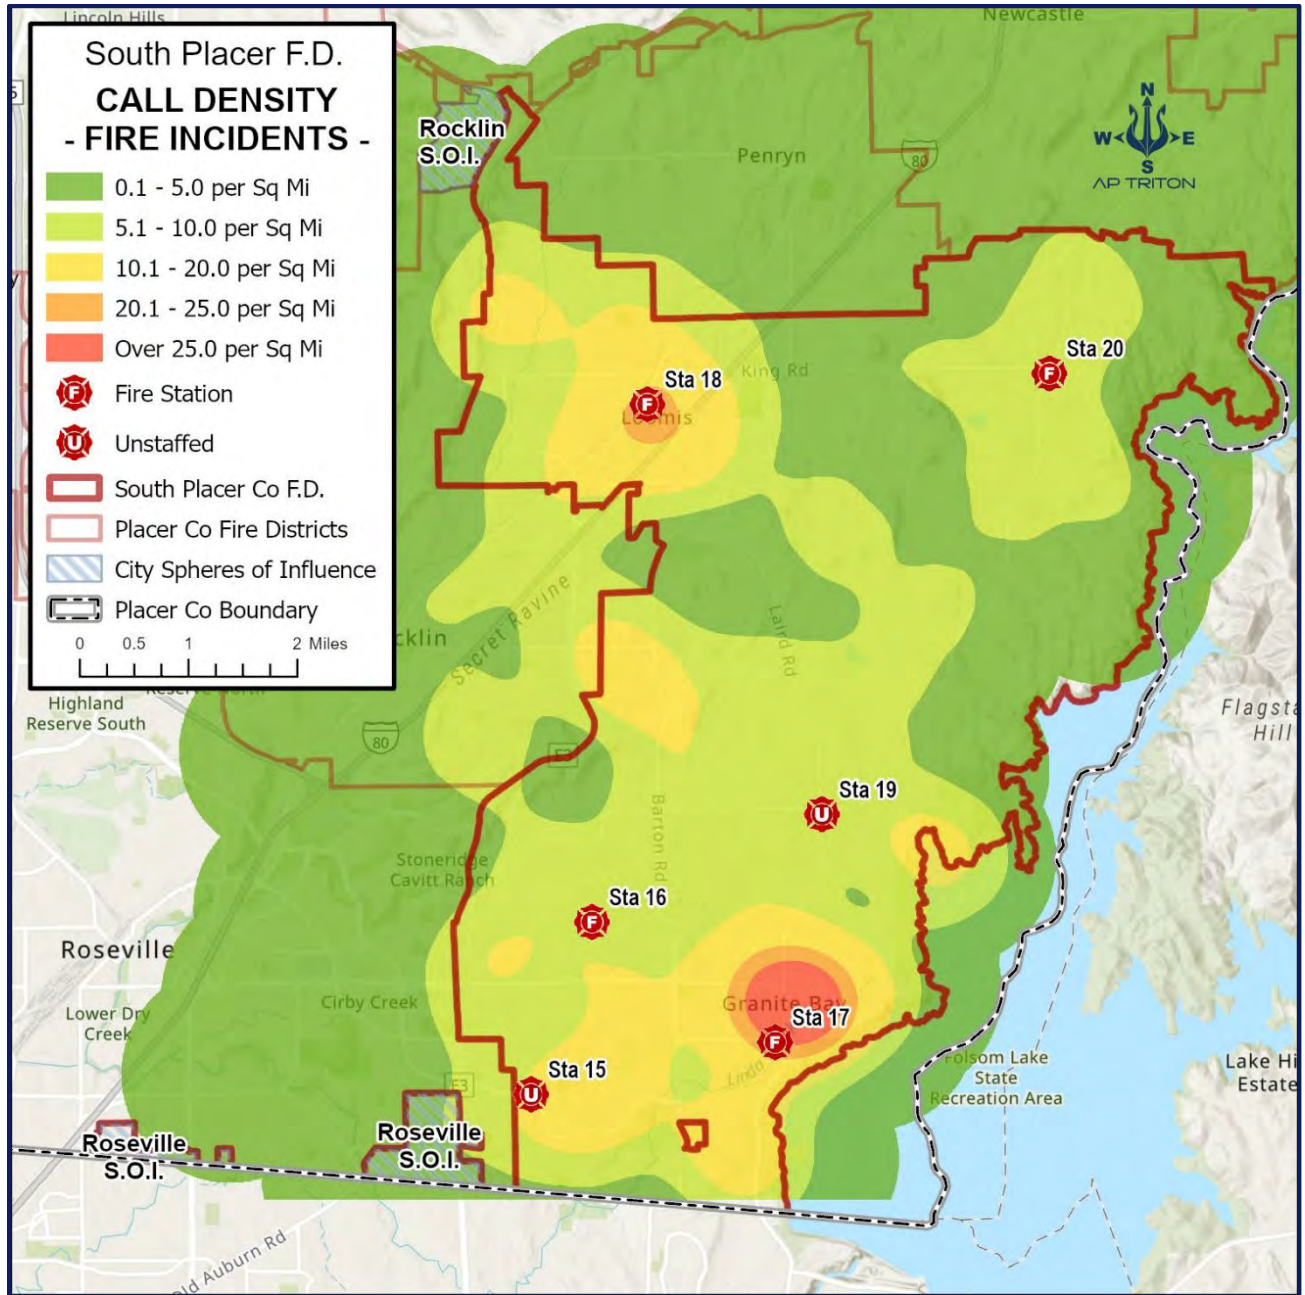 Lincoln Hills
Newcastle
South Placer F.D.
CALL DENSITY
- FIRE INCIDENTS -
0.1 - 5.0 per Sq Mi
5.1 - 10.0 per Sq Mi
10.1 - 20.0 per Sq Mi
20.1 - 25.0 per Sq Mi
Over 25.0 per Sq Mi
F Fire Station
U Unstaffed
South Placer Co F.D.
Placer Co Fire Districts
City Spheres of Influence
Placer Co Boundary
0 0.5 1 2 Miles
N
W E
S
AP TRITON
Rocklin
S.O.I.
Penryn
80
Sta 20
F
King Rd
Sta 18
F
Loomis
Secret Ravine
Laird Rd
cklin
Highland
Reserve South
80
Flagsta
Hill
Sta 19
U
Barton Rd
Stoneridge
Cavitt Ranch
Sta 16
F
Roseville
Cirby Creek
Granite Bay
Sta 17
F
Lower Dry
Creek
Linda
Sta 15
U
E3
Folsom Lake
State
Recreation Area
Lake Hi
Estate
Roseville
S.O.I.
Roseville
S.O.I.
Old Auburn Rd